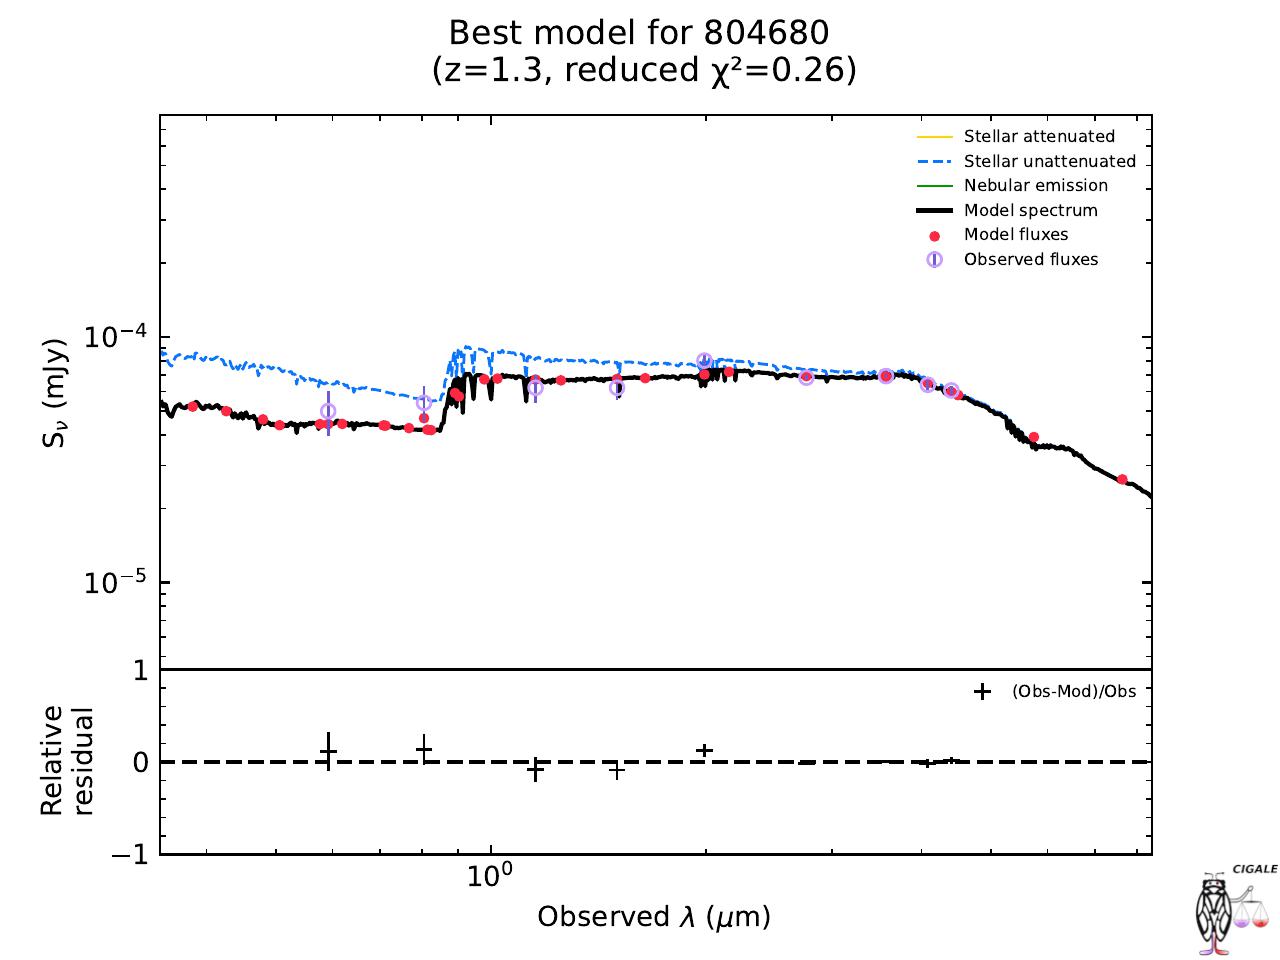 Best model for 804680
(z=1.3, reduced χ²=0.26)
Stellar attenuated
Stellar unattenuated
Nebular emission
Model spectrum
Model fluxes
Observed fluxes
10⁻⁴
Sν (mJy)
10⁻⁵
1
(Obs-Mod)/Obs
Relative
residual
0
−1
10⁰
Observed λ (μm)
CIGALE